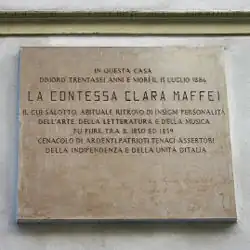 IN QUESTA CASA
DIMORÒ TRENTASEI ANNI E MORÌ IL 13 LUGLIO 1886
LA CONTESSA CLARA MAFFEI
IL CUI SALOTTO, ABITUALE RITROVO DI INSIGNI PERSONALITÀ
DELL'ARTE, DELLA LETTERATURA E DELLA MUSICA
FU PURE, TRA IL 1850 ED 1859
CENACOLO DI ARDENTI PATRIOTI TENACI ASSERTORI
DELLA INDIPENDENZA E DELLA UNITÀ D'ITALIA